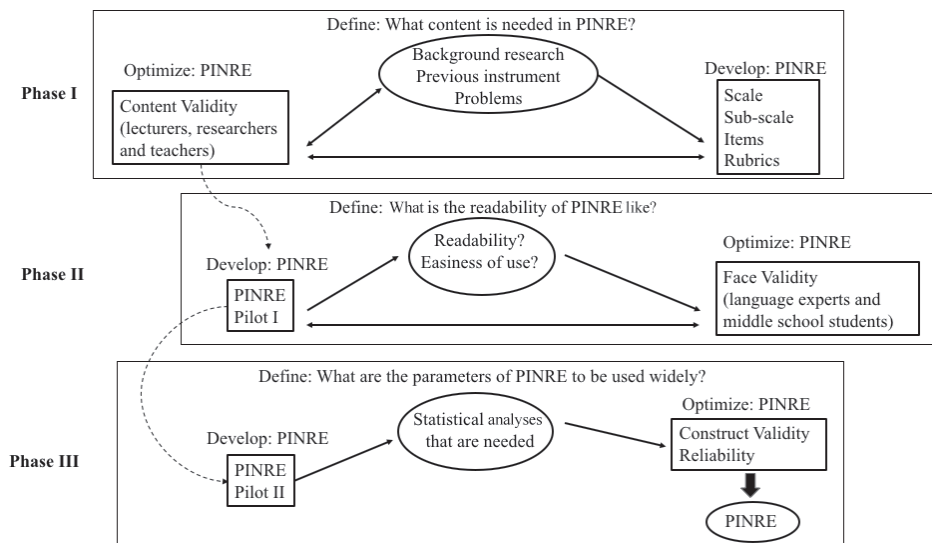 Define: What content is needed in PINRE?
Background research
Previous instrument
Problems
Optimize: PINRE
Content Validity
(lecturers, researchers
and teachers)
Develop: PINRE
Scale
Sub-scale
Items
Rubrics
Phase I
Define: What is the readability of PINRE like?
Readability?
Easiness of use?
Develop: PINRE
PINRE
Pilot I
Optimize: PINRE
Face Validity
(language experts and
middle school students)
Phase II
Define: What are the parameters of PINRE to be used widely?
Statistical analyses
that are needed
Develop: PINRE
PINRE
Pilot II
Optimize: PINRE
Construct Validity
Reliability
PINRE
Phase III